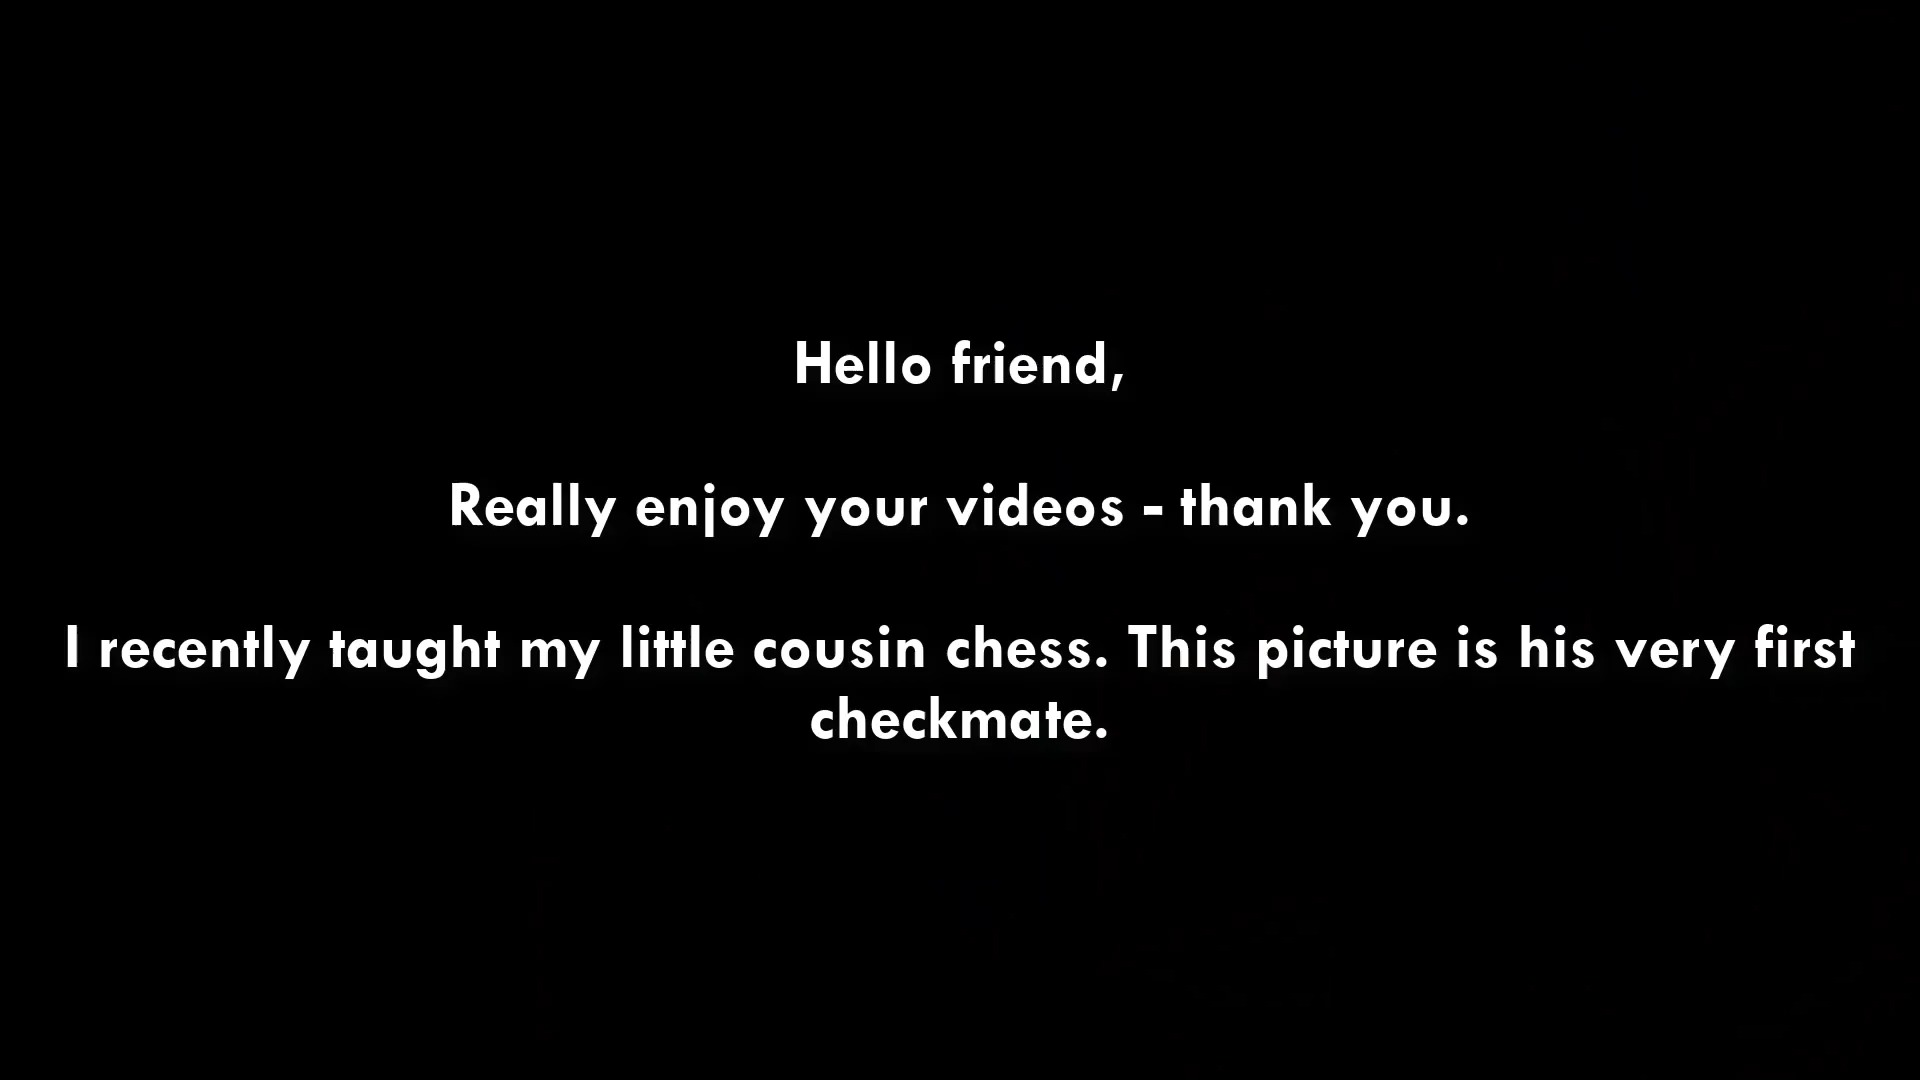 Hello friend,
Really enjoy your videos - thank you.
I recently taught my little cousin chess. This picture is his very first
checkmate.